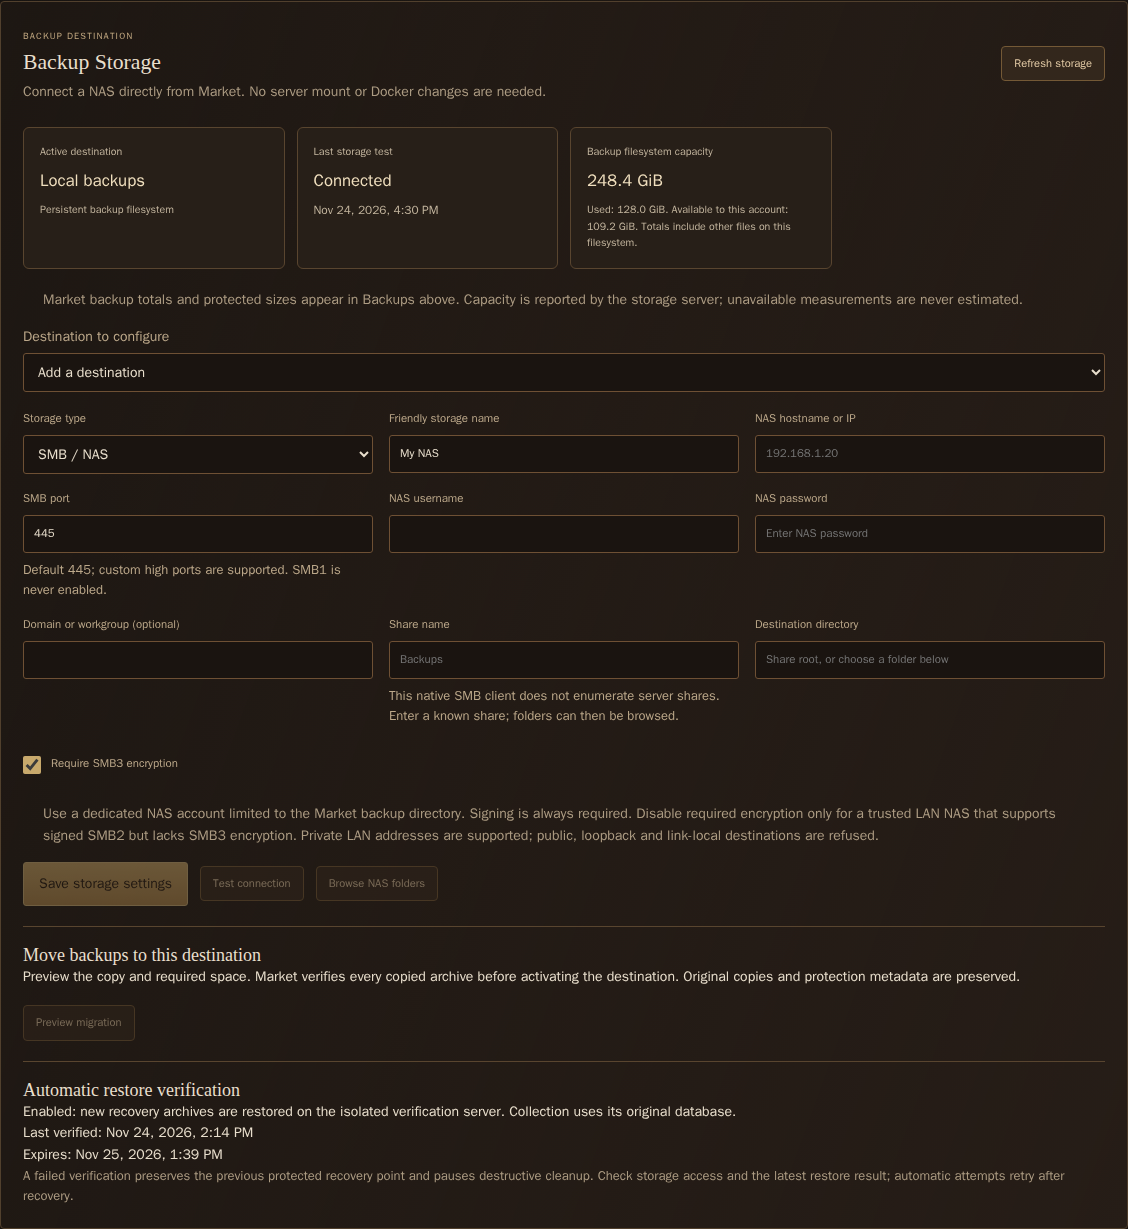 BACKUP DESTINATION
Backup Storage
Refresh storage
Connect a NAS directly from Market. No server mount or Docker changes are needed.
Active destination
Local backups
Persistent backup filesystem
Last storage test
Connected
Nov 24, 2026, 4:30 PM
Backup filesystem capacity
248.4 GiB
Used: 128.0 GiB. Available to this account:
109.2 GiB. Totals include other files on this
filesystem.
Market backup totals and protected sizes appear in Backups above. Capacity is reported by the storage server; unavailable measurements are never estimated.
Destination to configure
Add a destination
Storage type
SMB / NAS
Friendly storage name
My NAS
NAS hostname or IP
192.168.1.20
SMB port
445
Default 445; custom high ports are supported. SMB1 is
never enabled.
NAS username
NAS password
Enter NAS password
Domain or workgroup (optional)
Share name
Backups
This native SMB client does not enumerate server shares.
Enter a known share; folders can then be browsed.
Destination directory
Share root, or choose a folder below
Require SMB3 encryption
Use a dedicated NAS account limited to the Market backup directory. Signing is always required. Disable required encryption only for a trusted LAN NAS that supports
signed SMB2 but lacks SMB3 encryption. Private LAN addresses are supported; public, loopback and link-local destinations are refused.
Save storage settings
Test connection
Browse NAS folders
Move backups to this destination
Preview the copy and required space. Market verifies every copied archive before activating the destination. Original copies and protection metadata are preserved.
Preview migration
Automatic restore verification
Enabled: new recovery archives are restored on the isolated verification server. Collection uses its original database.
Last verified: Nov 24, 2026, 2:14 PM
Expires: Nov 25, 2026, 1:39 PM
A failed verification preserves the previous protected recovery point and pauses destructive cleanup. Check storage access and the latest restore result; automatic attempts retry after
recovery.